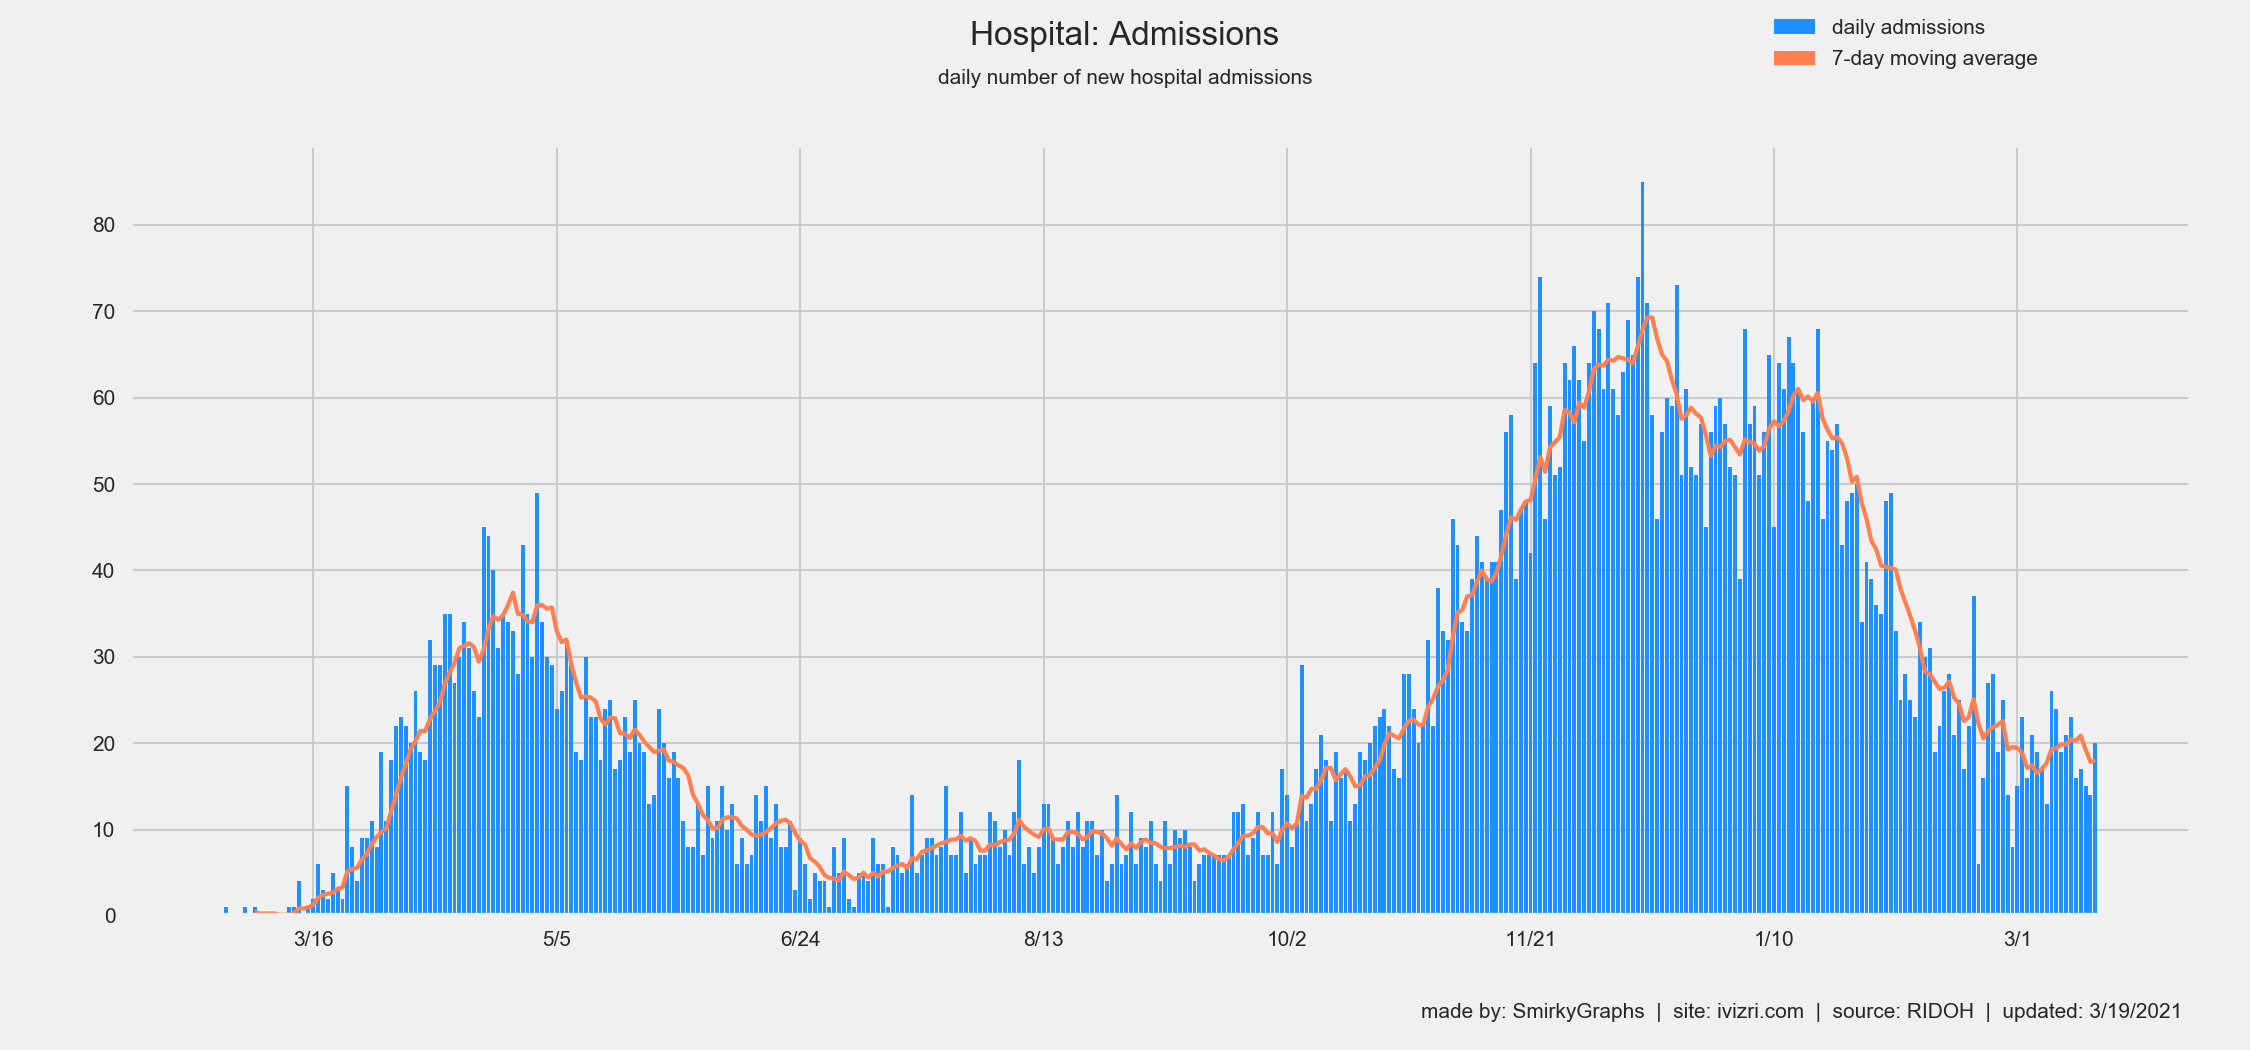 Hospital: Admissions
daily number of new hospital admissions
daily admissions
7-day moving average
80
70
60
50
40
30
20
10
0
3/16 5/5 6/24 8/13 10/2 11/21 1/10 3/1
made by: SmirkyGraphs | site: ivizri.com | source: RIDOH | updated: 3/19/2021